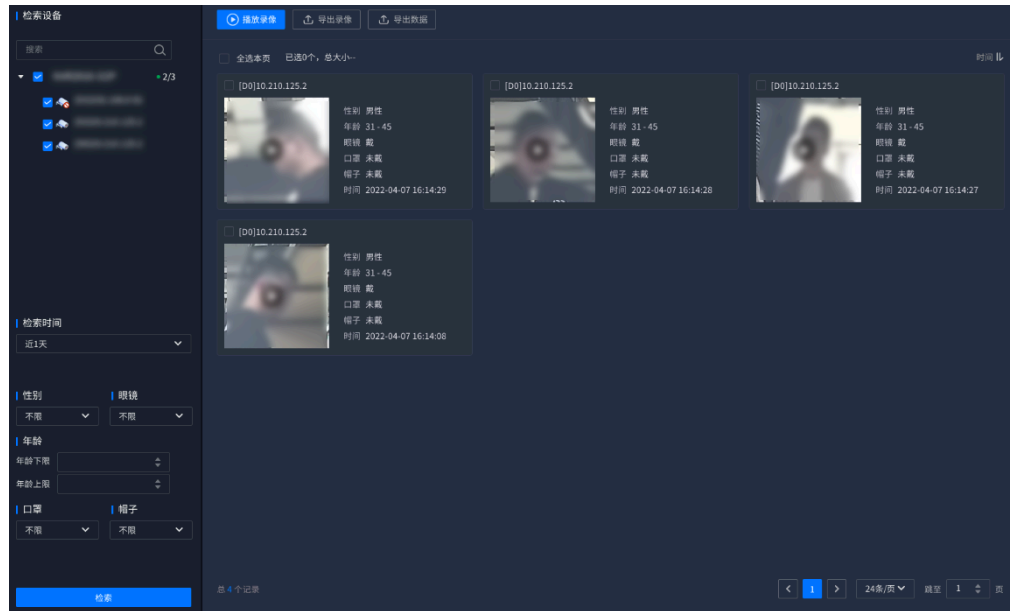 检索设备
搜索
2/3
检索时间
近1天
性别 眼镜
不限 不限
年龄
年龄下限
年龄上限
口罩 帽子
不限 不限
检索
播放录像 导出录像 导出数据
全选本页 已选0个，总大小--
时间
[D0]10.210.125.2
性别 男性
年龄 31-45
眼镜 戴
口罩 未戴
帽子 未戴
时间 2022-04-07 16:14:29
[D0]10.210.125.2
性别 男性
年龄 31-45
眼镜 戴
口罩 未戴
帽子 未戴
时间 2022-04-07 16:14:28
[D0]10.210.125.2
性别 男性
年龄 31-45
眼镜 戴
口罩 未戴
帽子 未戴
时间 2022-04-07 16:14:27
[D0]10.210.125.2
性别 男性
年龄 31-45
眼镜 戴
口罩 未戴
帽子 未戴
时间 2022-04-07 16:14:08
总 4 个记录
1 24条/页 跳至 1 页